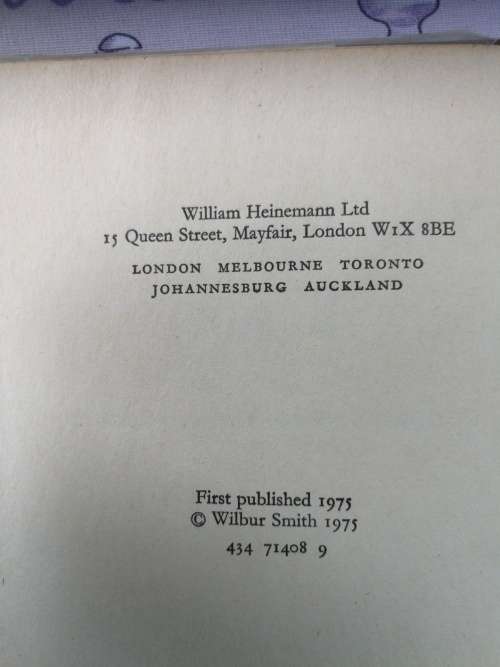 William Heinemann Ltd
15 Queen Street, Mayfair, London W1X 8BE
LONDON MELBOURNE TORONTO
JOHANNESBURG AUCKLAND
First published 1975
© Wilbur Smith 1975
434 71408 9